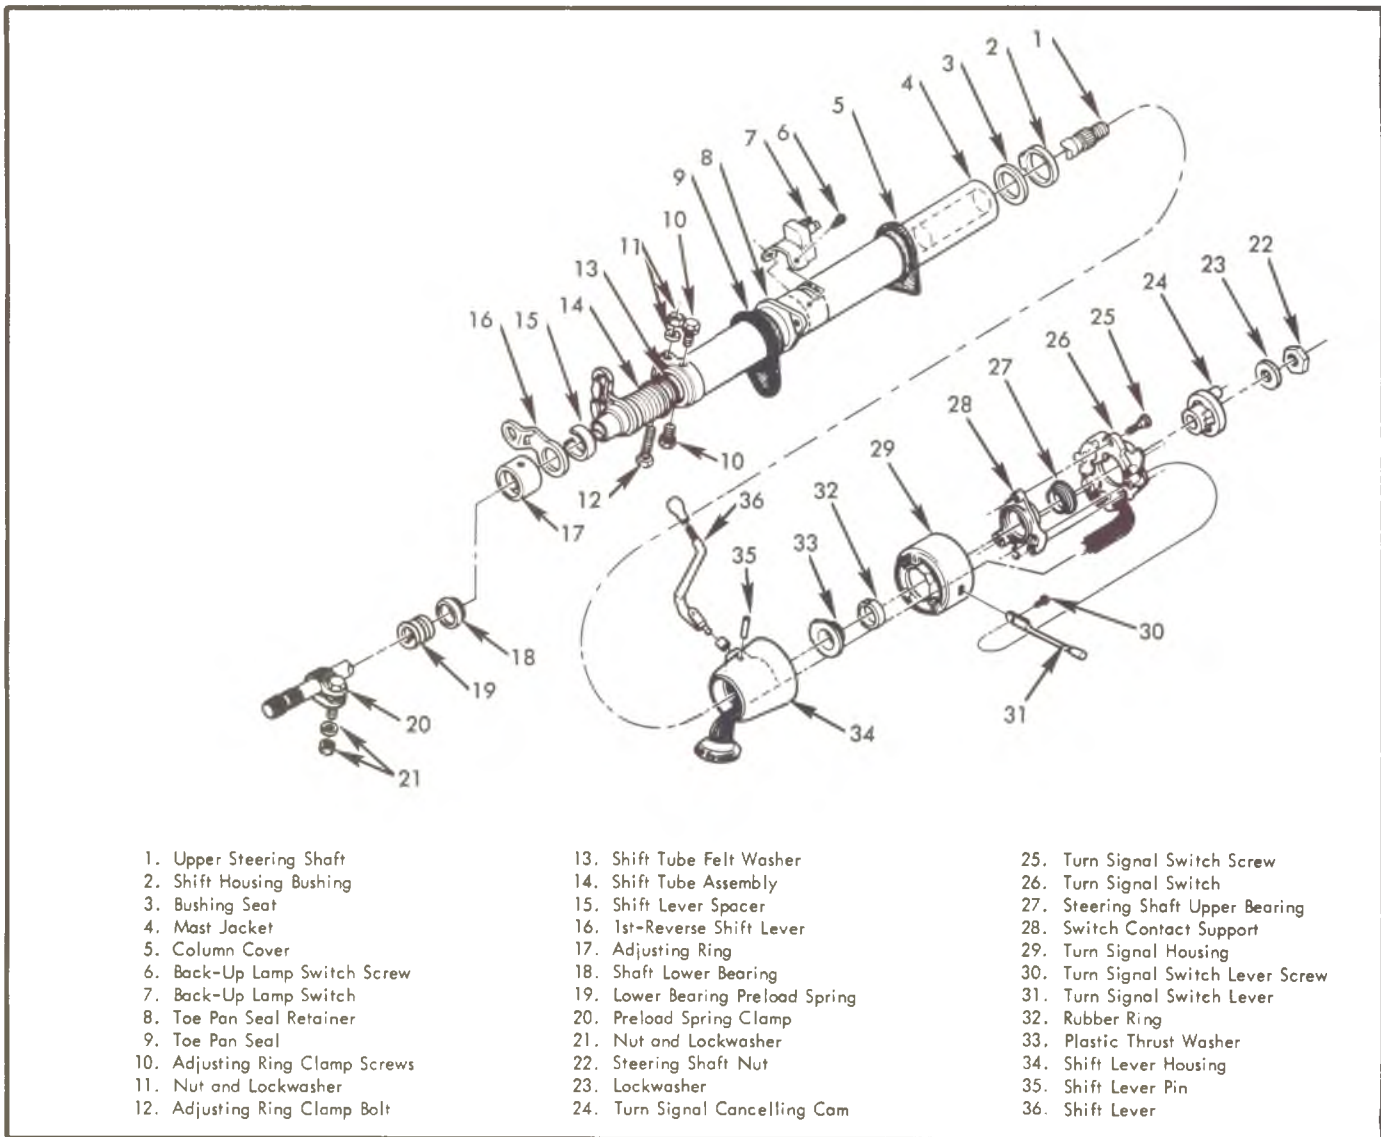 1
2
3
4
5
6
7
8
9
10
11
13
14
15
16
12
10
17
18
19
20
21
22
23
24
25
26
27
28
29
30
31
32
33
34
35
36
1. Upper Steering Shaft
2. Shift Housing Bushing
3. Bushing Seat
4. Mast Jacket
5. Column Cover
6. Back-Up Lamp Switch Screw
7. Back-Up Lamp Switch
8. Toe Pan Seal Retainer
9. Toe Pan Seal
10. Adjusting Ring Clamp Screws
11. Nut and Lockwasher
12. Adjusting Ring Clamp Bolt
13. Shift Tube Felt Washer
14. Shift Tube Assembly
15. Shift Lever Spacer
16. 1st-Reverse Shift Lever
17. Adjusting Ring
18. Shaft Lower Bearing
19. Lower Bearing Preload Spring
20. Preload Spring Clamp
21. Nut and Lockwasher
22. Steering Shaft Nut
23. Lockwasher
24. Turn Signal Cancelling Cam
25. Turn Signal Switch Screw
26. Turn Signal Switch
27. Steering Shaft Upper Bearing
28. Switch Contact Support
29. Turn Signal Housing
30. Turn Signal Switch Lever Screw
31. Turn Signal Switch Lever
32. Rubber Ring
33. Plastic Thrust Washer
34. Shift Lever Housing
35. Shift Lever Pin
36. Shift Lever